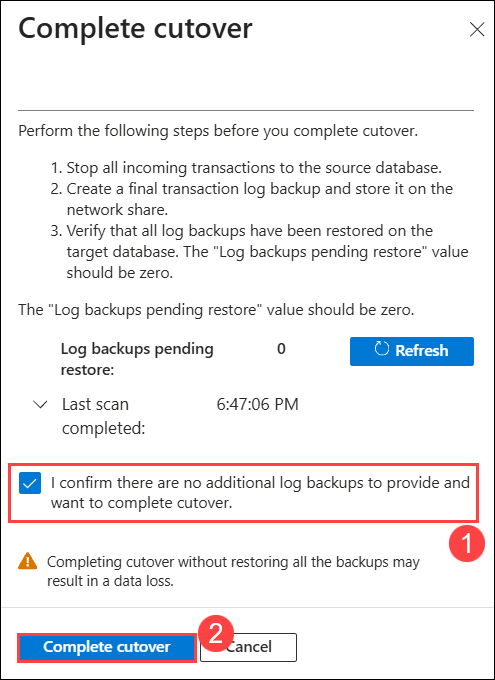 Complete cutover
Perform the following steps before you complete cutover.
1. Stop all incoming transactions to the source database.
2. Create a final transaction log backup and store it on the
network share.
3. Verify that all log backups have been restored on the
target database. The "Log backups pending restore" value
should be zero.
The "Log backups pending restore" value should be zero.
Log backups pending 0 Refresh
restore:
Last scan 6:47:06 PM
completed:
I confirm there are no additional log backups to provide and
want to complete cutover.
1
Completing cutover without restoring all the backups may
result in a data loss.
2
Complete cutover Cancel